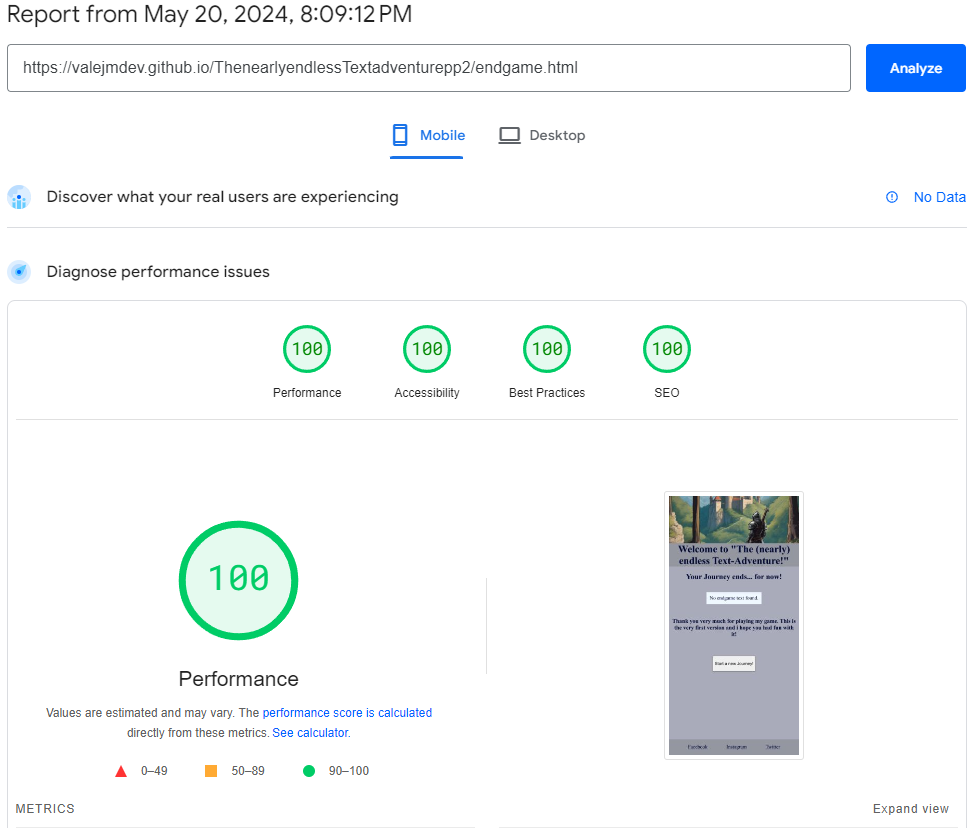 Report from May 20, 2024, 8:09:12 PM
https://valejmdev.github.io/ThenearlyendlessTextadventurepp2/endgame.html
Analyze
Mobile
Desktop
Discover what your real users are experiencing
No Data
Diagnose performance issues
100
100
100
100
Performance
Accessibility
Best Practices
SEO
100
Performance
Values are estimated and may vary. The performance score is calculated
directly from these metrics. See calculator.
0–49
50–89
90–100
Welcome to "The (nearly)
endless Text-Adventure!"
Your Journey ends... for now!
No endgame text found.
Thank you very much for playing my game. This is
the very first version and i hope you had fun with
it!
Start a new Journey!
Facebook
Instagram
Twitter
METRICS
Expand view